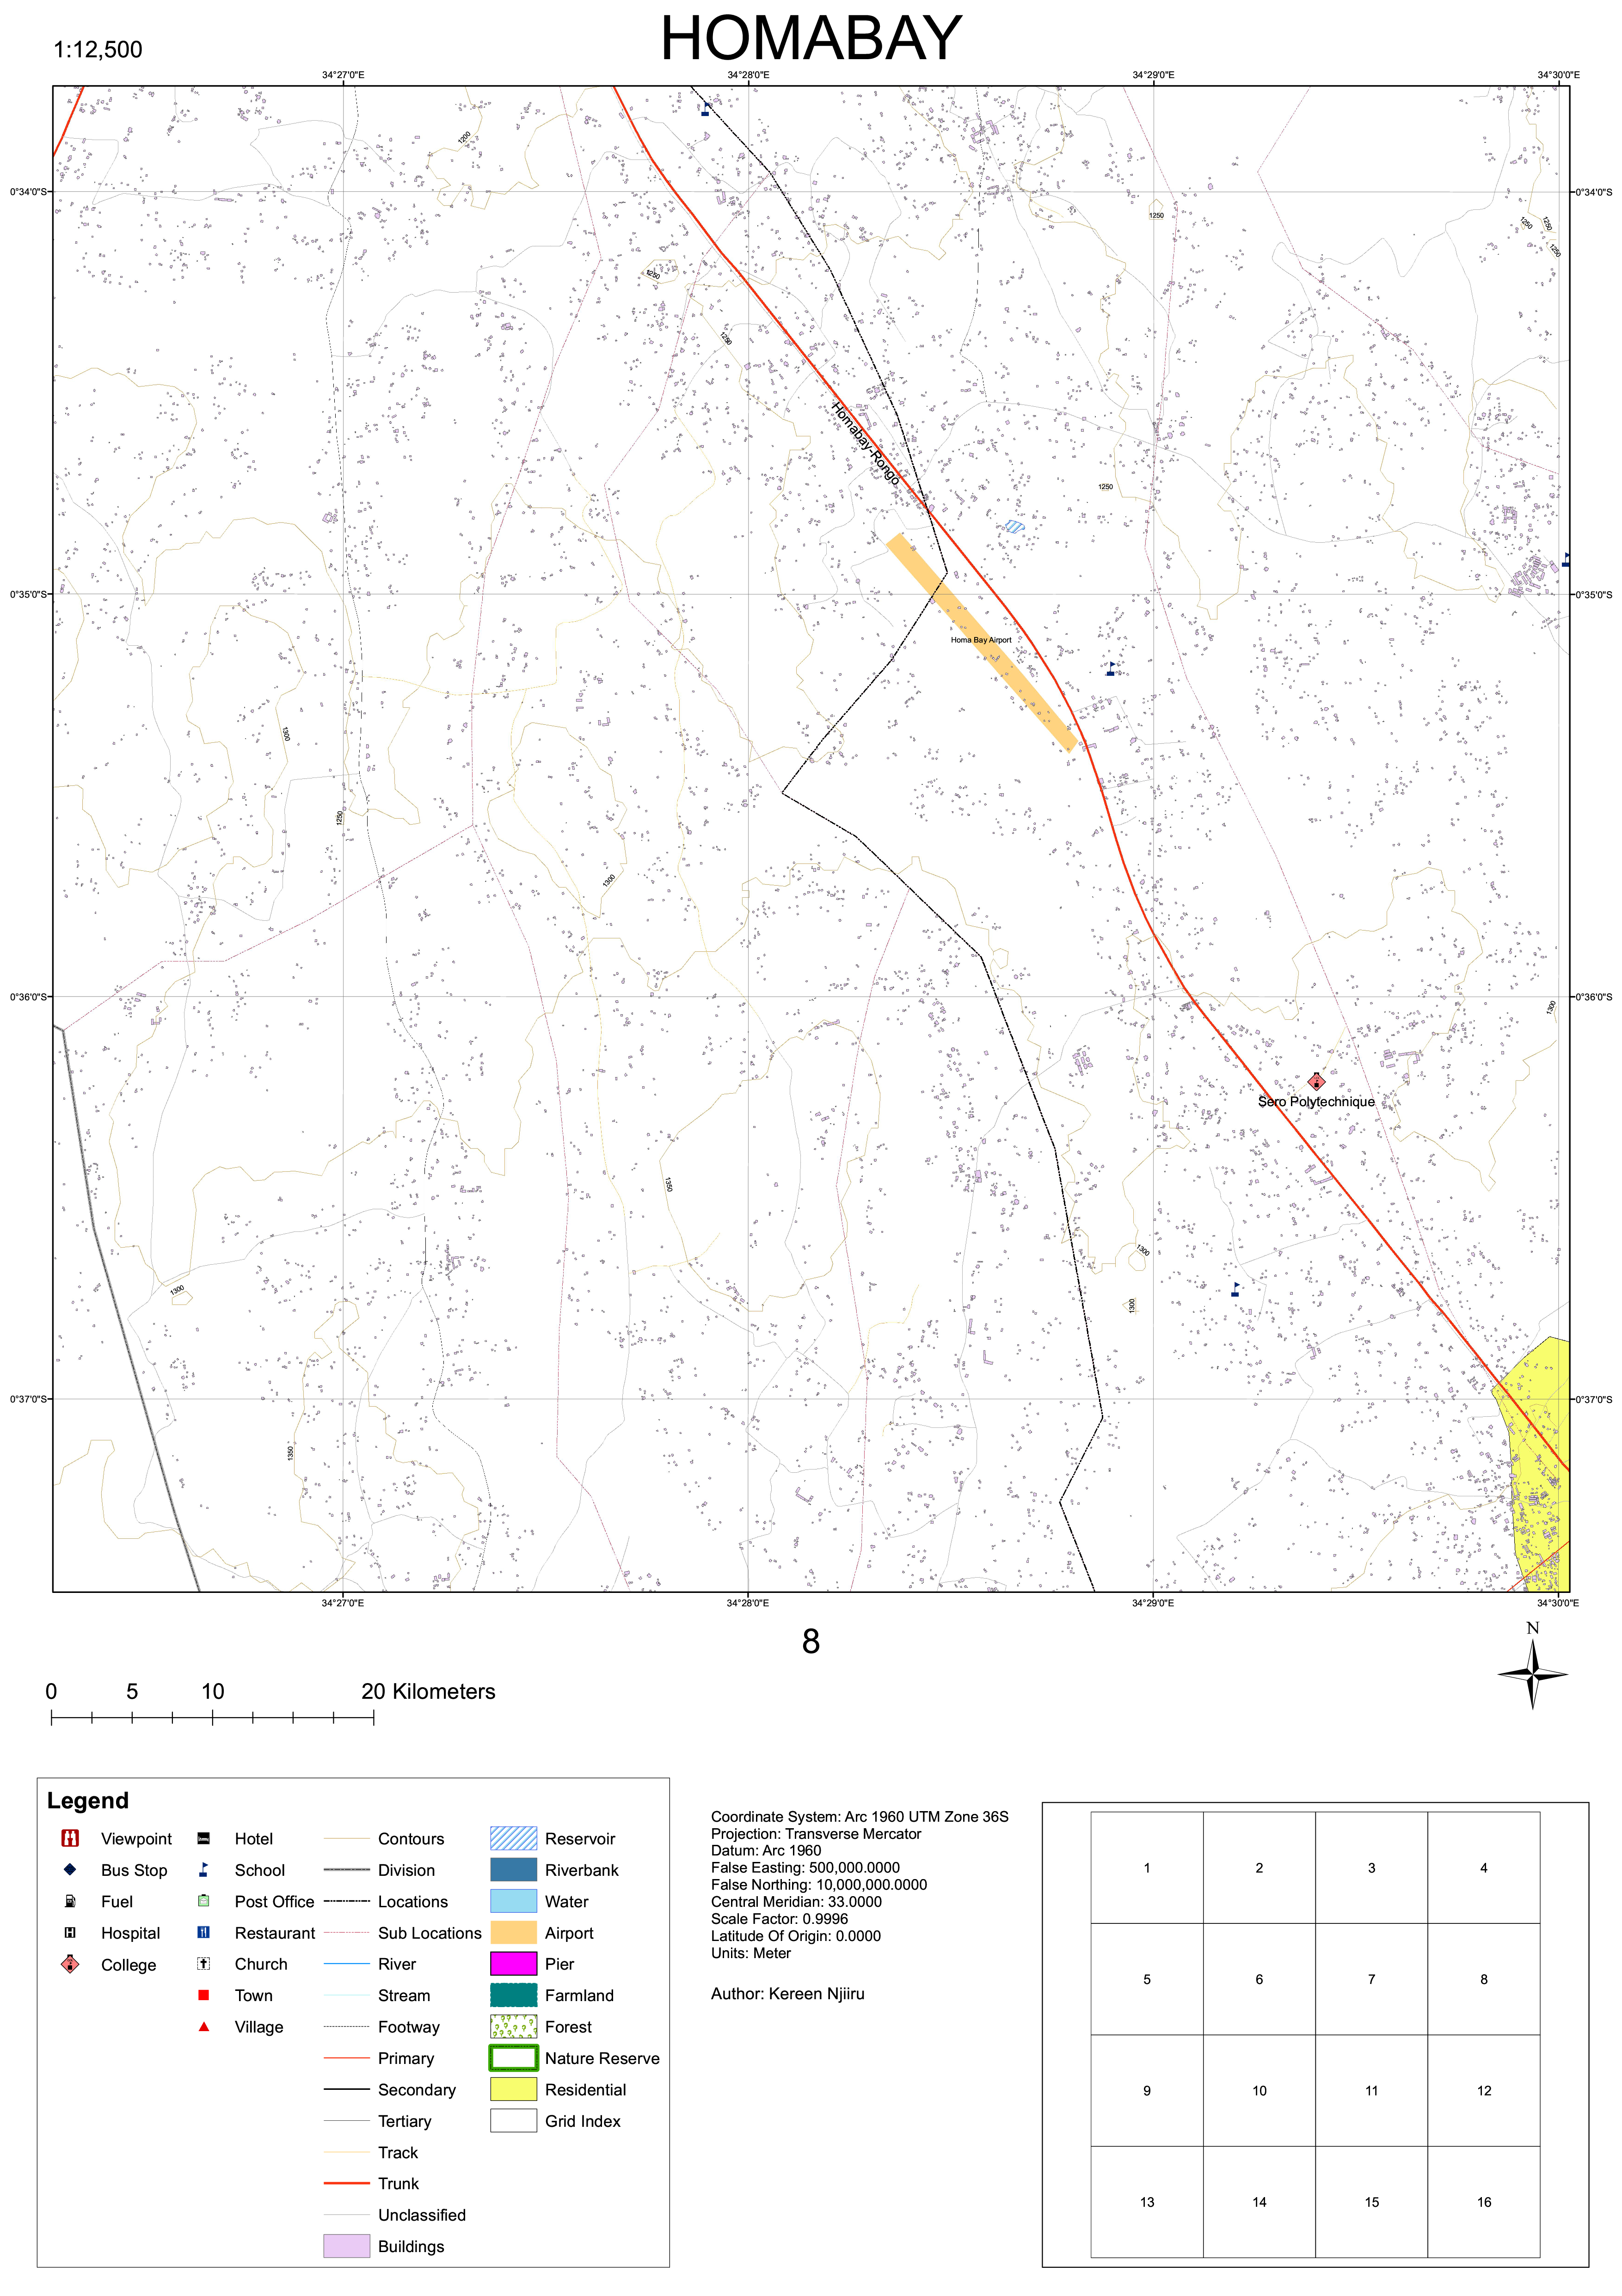 HOMABAY
1:12,500
34°27'0"E
34°28'0"E
34°29'0"E
34°30'0"E
1200
0°34'0"S
0°34'0"S
1250
1250
1250
1250
1250
1250
Homabay-Rongo
1250
0°35'0"S
0°35'0"S
Homa Bay Airport
1300
1250
1300
0°36'0"S
0°36'0"S
1300
Sero Polytechnique
1350
1300
1300
1300
0°37'0"S
0°37'0"S
1350
34°27'0"E
34°28'0"E
34°29'0"E
34°30'0"E
8
N
0 5 10 20 Kilometers
Legend
Viewpoint
Bus Stop
Fuel
Hospital
College
Hotel
School
Post Office
Restaurant
Church
Town
Village
Contours
Division
Locations
Sub Locations
River
Stream
Footway
Primary
Secondary
Tertiary
Track
Trunk
Unclassified
Buildings
Reservoir
Riverbank
Water
Airport
Pier
Farmland
Forest
Nature Reserve
Residential
Grid Index
Coordinate System: Arc 1960 UTM Zone 36S
Projection: Transverse Mercator
Datum: Arc 1960
False Easting: 500,000.0000
False Northing: 10,000,000.0000
Central Meridian: 33.0000
Scale Factor: 0.9996
Latitude Of Origin: 0.0000
Units: Meter
Author: Kereen Njiiru
1 2 3 4
5 6 7 8
9 10 11 12
13 14 15 16